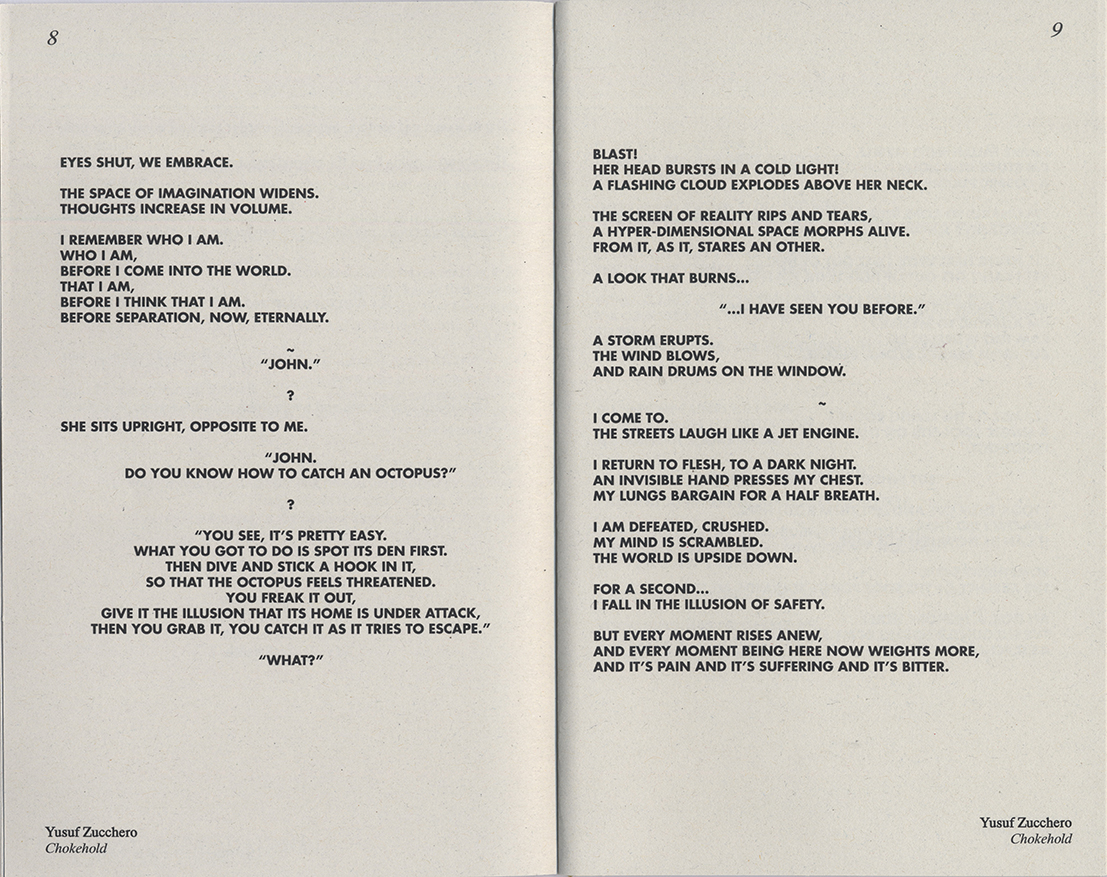 8
EYES SHUT, WE EMBRACE.
THE SPACE OF IMAGINATION WIDENS.
THOUGHTS INCREASE IN VOLUME.
I REMEMBER WHO I AM.
WHO I AM,
BEFORE I COME INTO THE WORLD.
THAT I AM,
BEFORE I THINK THAT I AM.
BEFORE SEPARATION, NOW, ETERNALLY.
~
“JOHN.”
?
SHE SITS UPRIGHT, OPPOSITE TO ME.
“JOHN.
DO YOU KNOW HOW TO CATCH AN OCTOPUS?”
?
“YOU SEE, IT’S PRETTY EASY.
WHAT YOU GOT TO DO IS SPOT ITS DEN FIRST.
THEN DIVE AND STICK A HOOK IN IT,
SO THAT THE OCTOPUS FEELS THREATENED.
YOU FREAK IT OUT,
GIVE IT THE ILLUSION THAT ITS HOME IS UNDER ATTACK,
THEN YOU GRAB IT, YOU CATCH IT AS IT TRIES TO ESCAPE.”
“WHAT?”
Yusuf Zucchero
Chokehold
9
BLAST!
HER HEAD BURSTS IN A COLD LIGHT!
A FLASHING CLOUD EXPLODES ABOVE HER NECK.
THE SCREEN OF REALITY RIPS AND TEARS,
A HYPER-DIMENSIONAL SPACE MORPHS ALIVE.
FROM IT, AS IT, STARES AN OTHER.
A LOOK THAT BURNS...
“...I HAVE SEEN YOU BEFORE.”
A STORM ERUPTS.
THE WIND BLOWS,
AND RAIN DRUMS ON THE WINDOW.
~
I COME TO.
THE STREETS LAUGH LIKE A JET ENGINE.
I RETURN TO FLESH, TO A DARK NIGHT.
AN INVISIBLE HAND PRESSES MY CHEST.
MY LUNGS BARGAIN FOR A HALF BREATH.
I AM DEFEATED, CRUSHED.
MY MIND IS SCRAMBLED.
THE WORLD IS UPSIDE DOWN.
FOR A SECOND...
I FALL IN THE ILLUSION OF SAFETY.
BUT EVERY MOMENT RISES ANEW,
AND EVERY MOMENT BEING HERE NOW WEIGHTS MORE,
AND IT’S PAIN AND IT’S SUFFERING AND IT’S BITTER.
Yusuf Zucchero
Chokehold